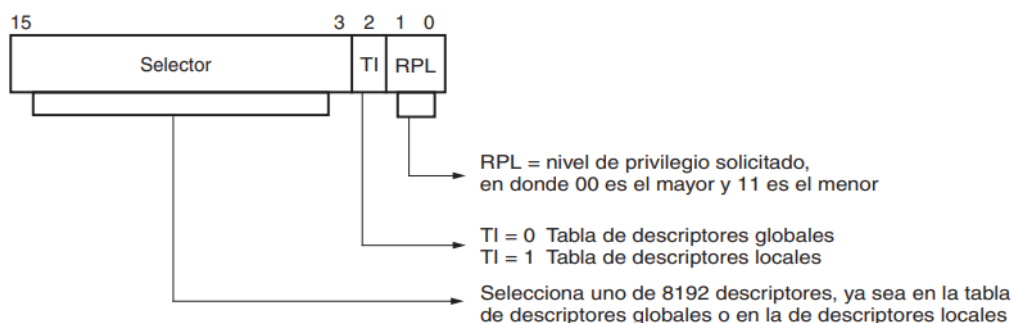 15 3 2 1 0
Selector TI RPL
RPL = nivel de privilegio solicitado,
en donde 00 es el mayor y 11 es el menor
TI = 0 Tabla de descriptores globales
TI = 1 Tabla de descriptores locales
Selecciona uno de 8192 descriptores, ya sea en la tabla
de descriptores globales o en la de descriptores locales